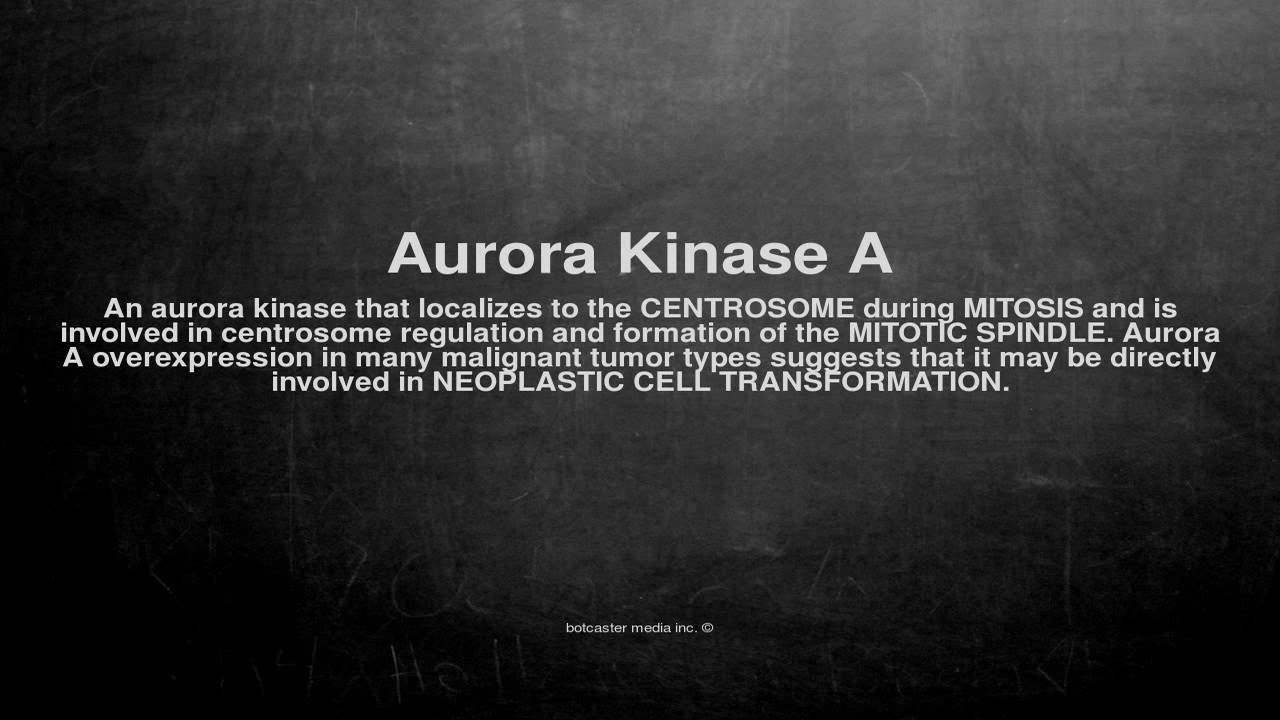 Aurora Kinase A
An aurora kinase that localizes to the CENTROSOME during MITOSIS and is
involved in centrosome regulation and formation of the MITOTIC SPINDLE. Aurora
A overexpression in many malignant tumor types suggests that it may be directly
involved in NEOPLASTIC CELL TRANSFORMATION.
botcaster media inc. ©